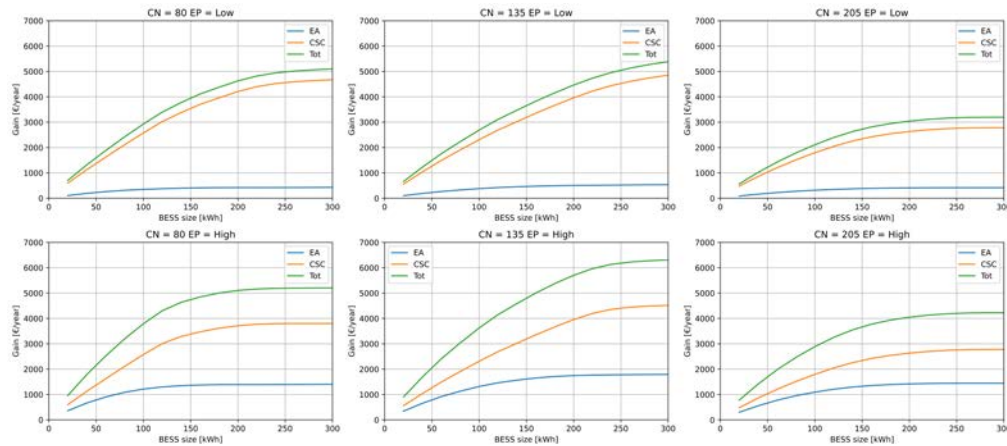 CN = 80 EP = Low
7000
6000
5000
4000
3000
2000
1000
0
Gain [€/year]
EA
CSC
Tot
0 50 100 150 200 250 300
BESS size [kWh]
CN = 135 EP = Low
7000
6000
5000
4000
3000
2000
1000
0
Gain [€/year]
EA
CSC
Tot
0 50 100 150 200 250 300
BESS size [kWh]
CN = 205 EP = Low
7000
6000
5000
4000
3000
2000
1000
0
Gain [€/year]
EA
CSC
Tot
0 50 100 150 200 250 300
BESS size [kWh]
CN = 80 EP = High
7000
6000
5000
4000
3000
2000
1000
0
Gain [€/year]
EA
CSC
Tot
0 50 100 150 200 250 300
BESS size [kWh]
CN = 135 EP = High
7000
6000
5000
4000
3000
2000
1000
0
Gain [€/year]
EA
CSC
Tot
0 50 100 150 200 250 300
BESS size [kWh]
CN = 205 EP = High
7000
6000
5000
4000
3000
2000
1000
0
Gain [€/year]
EA
CSC
Tot
0 50 100 150 200 250 300
BESS size [kWh]